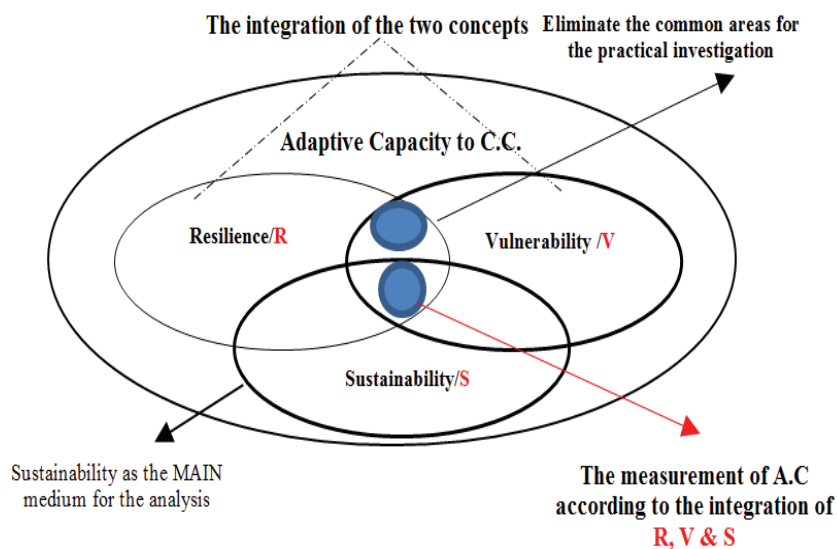 The integration of the two concepts
Eliminate the common areas for
the practical investigation
Adaptive Capacity to C.C.
Resilience/R
Vulnerability /V
Sustainability/S
Sustainability as the MAIN
medium for the analysis
The measurement of A.C
according to the integration of
R, V & S